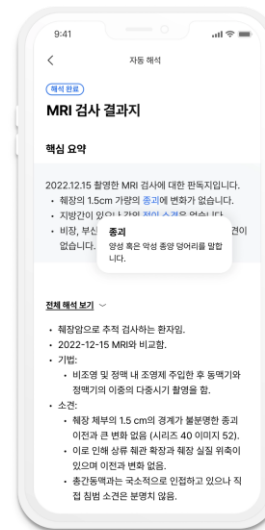 9:41
자동 해석
해석 완료
MRI 검사 결과지
핵심 요약
2022.12.15 촬영한 MRI 검사에 대한 판독지입니다.
• 췌장의 1.5cm 가량의 종괴에 변화가 없습니다.
• 지방간이 있으나 간의 전이 소견은 없습니다.
• 비장, 부신
견이
없습니다.
종괴
양성 혹은 악성 종양 덩어리를 말합
니다.
전체 해석 보기
• 췌장암으로 추적 검사하는 환자임.
• 2022-12-15 MRI와 비교함.
• 기법:
• 비조영 및 정맥 내 조영제 주입한 후 동맥기와
정맥기의 이중의 다중시기 촬영을 함.
• 소견:
• 췌장 체부의 1.5 cm의 경계가 불분명한 종괴
이전과 큰 변화 없음 (시리즈 40 이미지 52).
• 이로 인해 상류 췌관 확장과 췌장 실질 위축이
있으며 이전과 변화 없음.
• 총간동맥과는 국소적으로 인접하고 있으나 직
접 침범 소견은 분명치 않음.